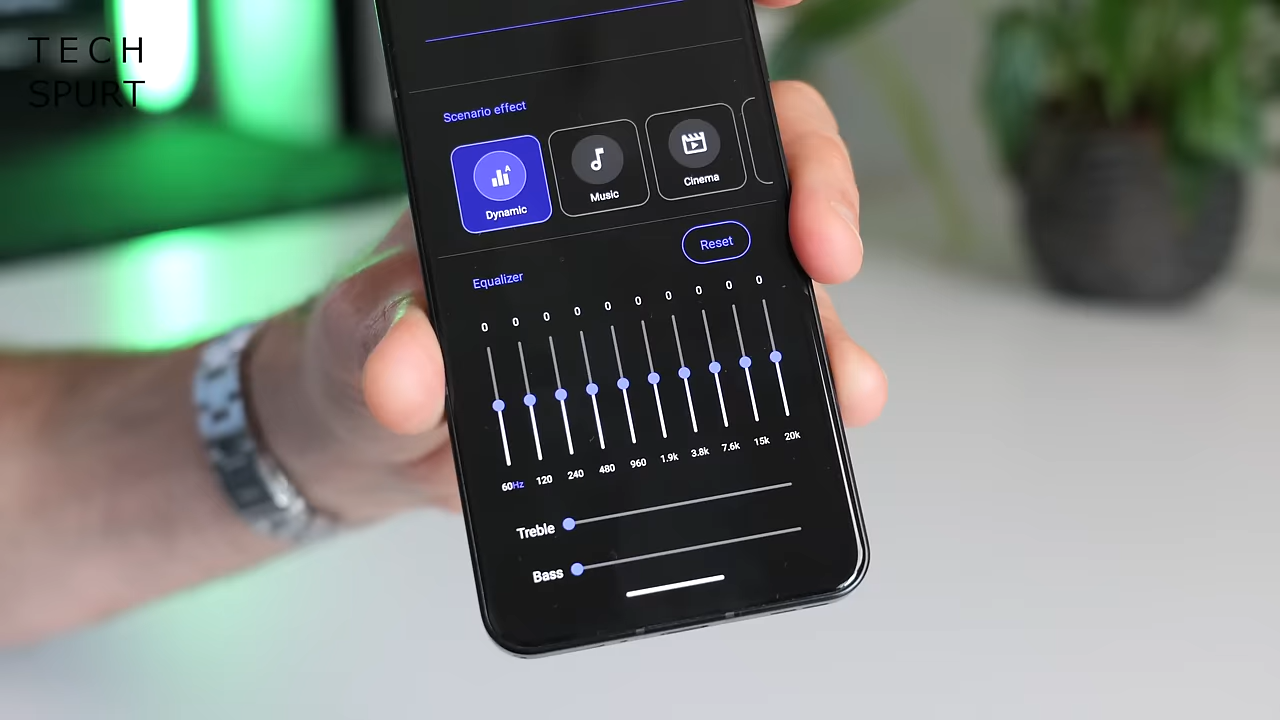 TECH
SPURT
Scenario effect
Dynamic
Music
Cinema
Reset
Equalizer
0 0 0 0 0 0 0 0 0 0
60Hz 120 240 480 960 1.9k 3.8k 7.6k 15k 20k
Treble
Bass